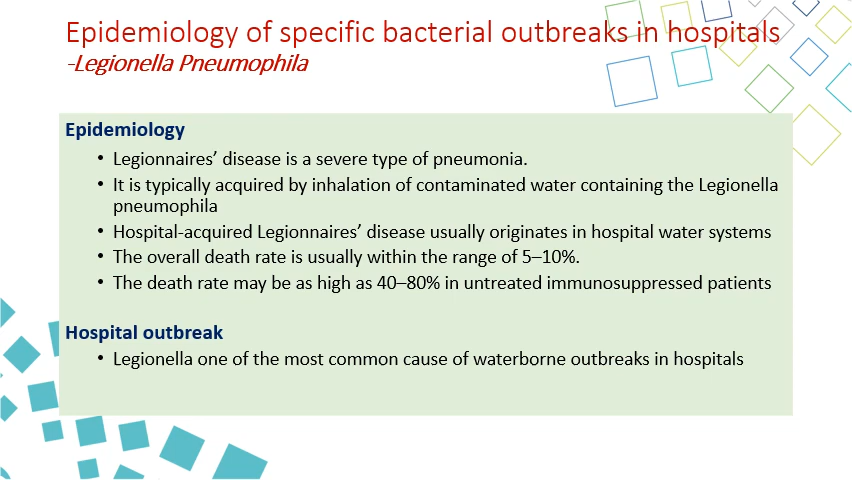 Epidemiology of specific bacterial outbreaks in hospitals
-Legionella Pneumophila
Epidemiology
• Legionnaires’ disease is a severe type of pneumonia.
• It is typically acquired by inhalation of contaminated water containing the Legionella
pneumophila
• Hospital-acquired Legionnaires’ disease usually originates in hospital water systems
• The overall death rate is usually within the range of 5–10%.
• The death rate may be as high as 40–80% in untreated immunosuppressed patients
Hospital outbreak
• Legionella one of the most common cause of waterborne outbreaks in hospitals